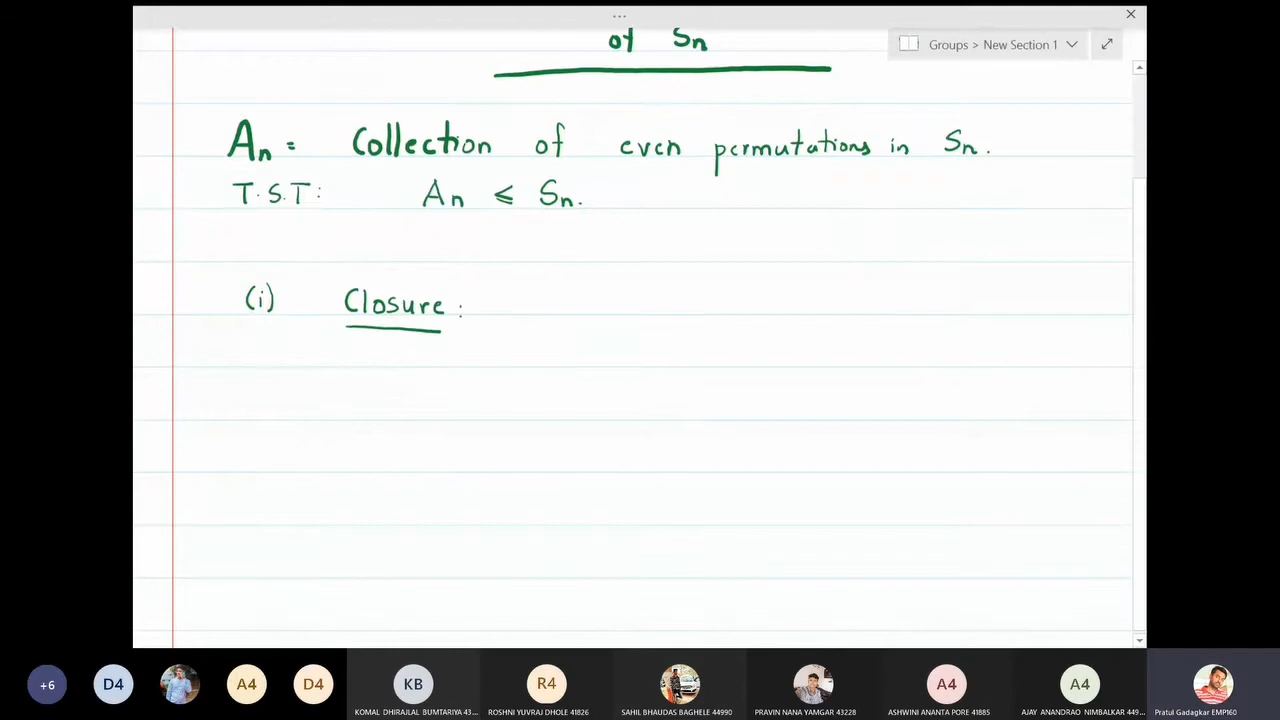 of Sn
Groups > New Section 1
An = Collection of even permutations in Sn.
T.S.T: An ≤ Sn.
(i) Closure:
+6
D4
A4
D4
KB
R4
A4
A4
KOMAL DHIRAJLAL BUMTARIYA 43...
ROSHNI YUVRAJ DHOLE 41826
SAHIL BHAUDAS BAGHELE 44990
PRAVIN NANA YAMGAR 43228
ASHWINI ANANTA PORE 41885
AJAY ANANDRAO NIMBALKAR 449...
Pratul Gadagkar EMP160